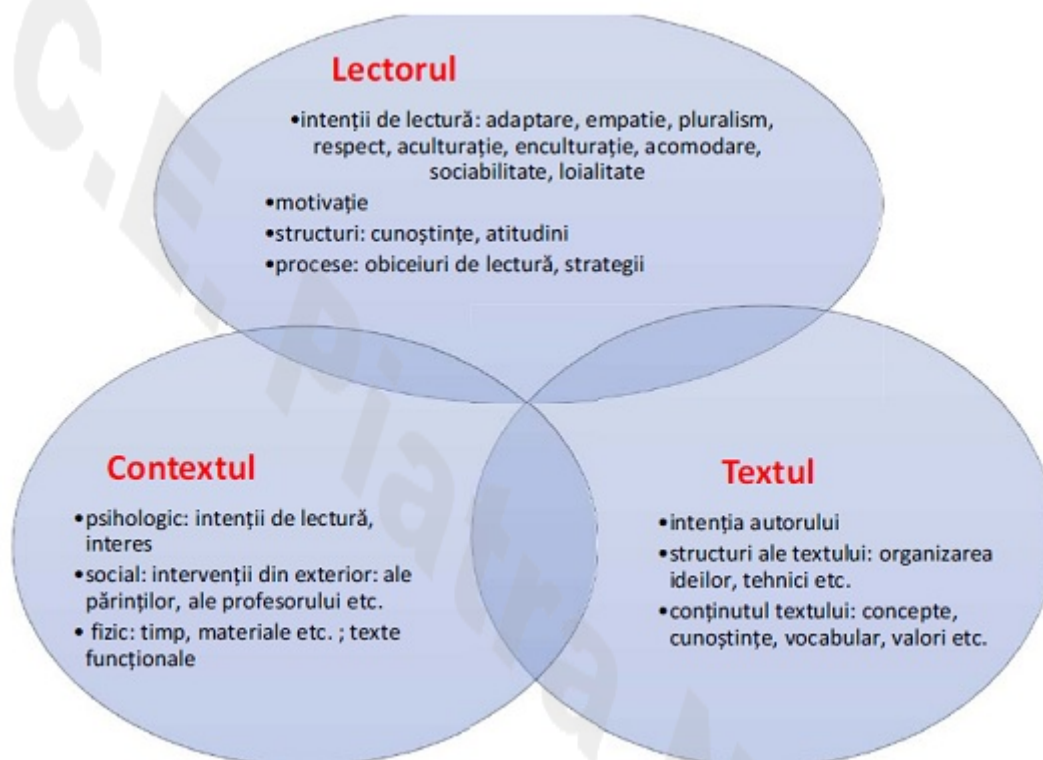 Lectorul
•intenții de lectură: adaptare, empatie, pluralism,
respect, aculturație, enculturație, acomodare,
sociabilitate, loialitate
•motivație
•structuri: cunoștințe, atitudini
•procese: obiceiuri de lectură, strategii
Contextul
•psihologic: intenții de lectură,
interes
•social: intervenții din exterior: ale
părinților, ale profesorului etc.
• fizic: timp, materiale etc. ; texte
funcționale
Textul
•intenția autorului
•structuri ale textului: organizarea
ideilor, tehnici etc.
•conținutul textului: concepte,
cunoștințe, vocabular, valori etc.
C.E. Piatra N